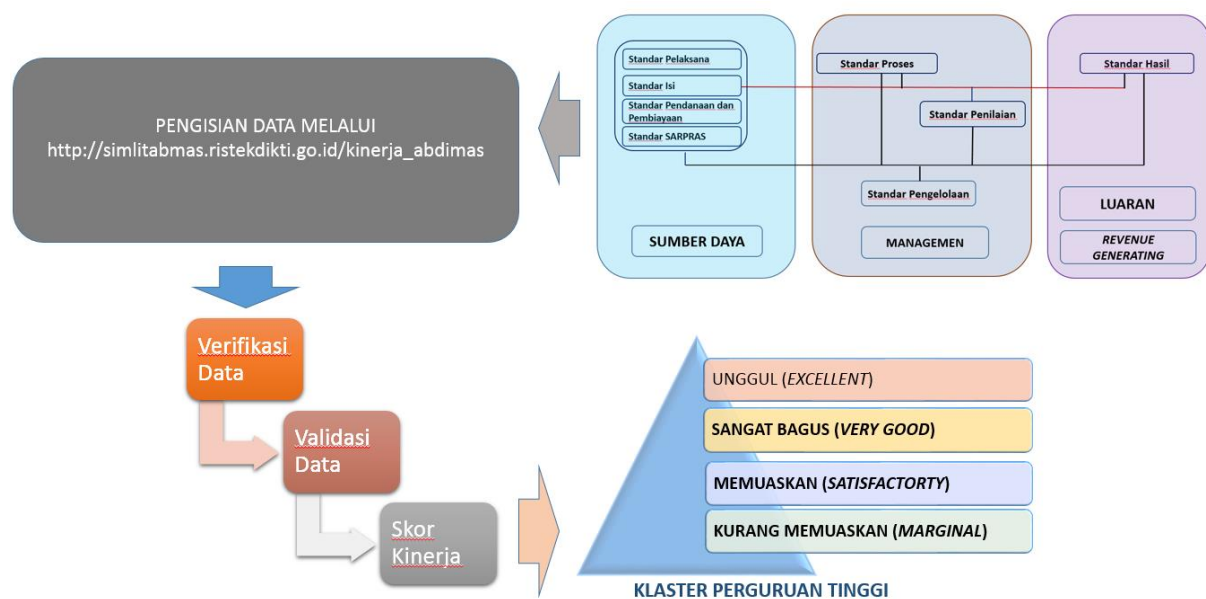 PENGISIAN DATA MELALUI
http://simlitabmas.ristekdikti.go.id/kinerja_abdimas
Standar Pelaksana
Standar Isi
Standar Pendanaan dan
Pembiayaan
Standar SARPRAS
SUMBER DAYA
Standar Proses
Standar Penilaian
Standar Pengelolaan
MANAGEMEN
Standar Hasil
LUARAN
REVENUE
GENERATING
Verifikasi
Data
Validasi
Data
Skor
Kinerja
UNGGUL (EXCELLENT)
SANGAT BAGUS (VERY GOOD)
MEMUASKAN (SATISFACTORTY)
KURANG MEMUASKAN (MARGINAL)
KLASTER PERGURUAN TINGGI